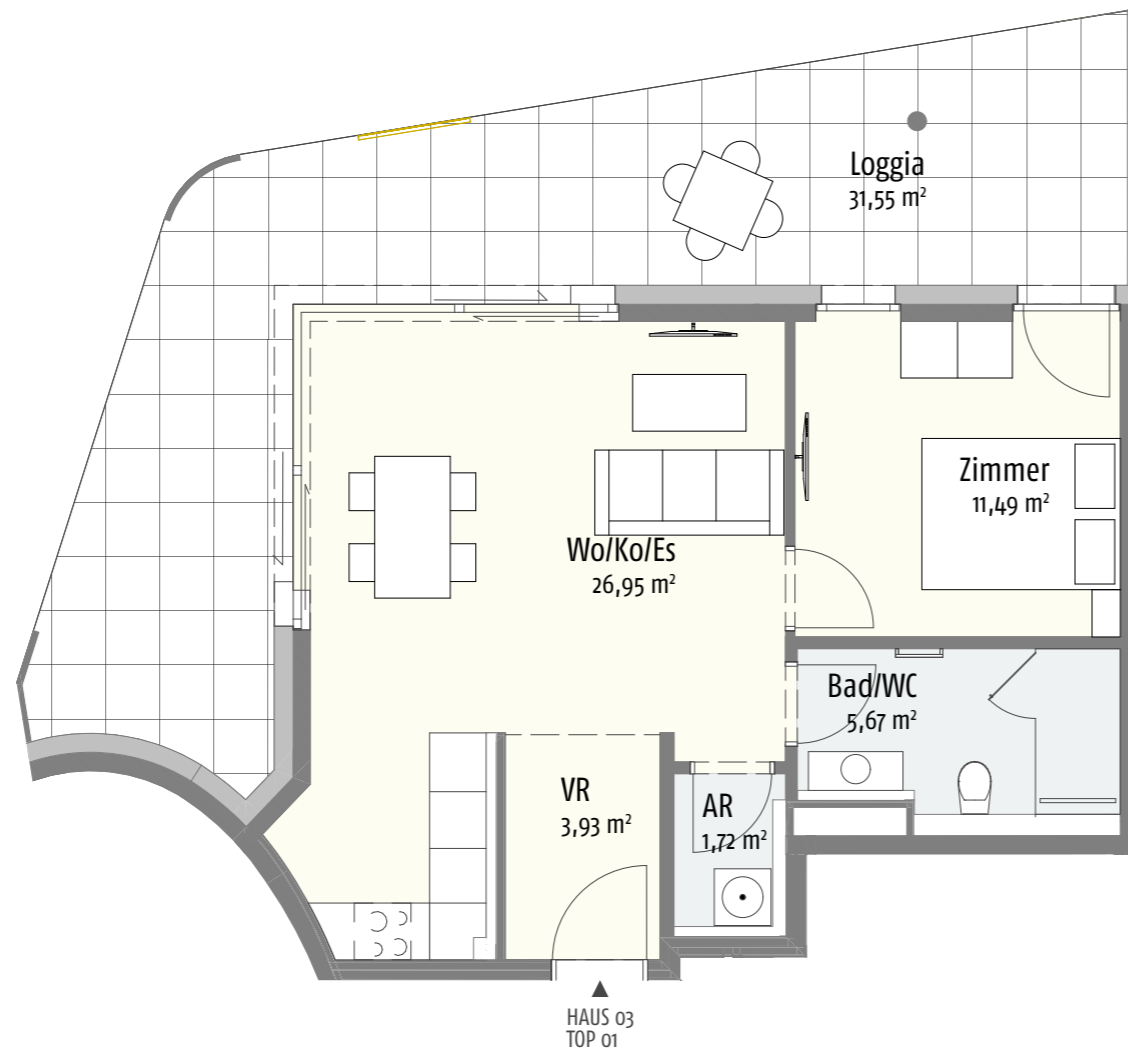 Loggia
31,55 m²
Zimmer
11,49 m²
Wo/Ko/Es
26,95 m²
Bad/WC
5,67 m²
VR
3,93 m²
AR
1,72 m²
HAUS 03
TOP 01